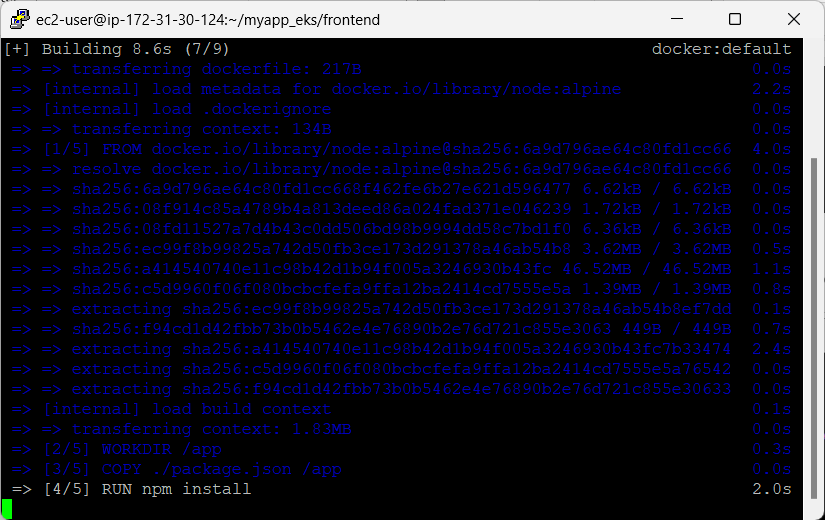 ec2-user@ip-172-31-30-124:~/myapp_eks/frontend
[+] Building 8.6s (7/9) docker:default
=> => transferring dockerfile: 217B 0.0s
=> [internal] load metadata for docker.io/library/node:alpine 2.2s
=> [internal] load .dockerignore 0.0s
=> => transferring context: 134B 0.0s
=> [1/5] FROM docker.io/library/node:alpine@sha256:6a9d796ae64c80fd1cc66 4.0s
=> => resolve docker.io/library/node:alpine@sha256:6a9d796ae64c80fd1cc66 0.0s
=> => sha256:6a9d796ae64c80fd1cc668f462fe6b27e621d596477 6.62kB / 6.62kB 0.0s
=> => sha256:08f914c85a4789b4a813deed86a024fad371e046239 1.72kB / 1.72kB 0.0s
=> => sha256:08fd11527a7d4b43c0dd506bd98b9994dd58c7bd1f0 6.36kB / 6.36kB 0.0s
=> => sha256:ec99f8b99825a742d50fb3ce173d291378a46ab54b8 3.62MB / 3.62MB 0.5s
=> => sha256:a414540740e11c98b42d1b94f005a3246930b43fc 46.52MB / 46.52MB 1.1s
=> => sha256:c5d9960f06f080bcbcfefa9ffa12ba2414cd7555e5a 1.39MB / 1.39MB 0.8s
=> => extracting sha256:ec99f8b99825a742d50fb3ce173d291378a46ab54b8ef7dd 0.1s
=> => sha256:f94cd1d42fbb73b0b5462e4e76890b2e76d721c855e3063 449B / 449B 0.7s
=> => extracting sha256:a414540740e11c98b42d1b94f005a3246930b43fc7b33474 2.4s
=> => extracting sha256:c5d9960f06f080bcbcfefa9ffa12ba2414cd7555e5a76542 0.0s
=> => extracting sha256:f94cd1d42fbb73b0b5462e4e76890b2e76d721c855e30633 0.0s
=> [internal] load build context 0.1s
=> => transferring context: 1.83MB 0.0s
=> [2/5] WORKDIR /app 0.3s
=> [3/5] COPY ./package.json /app 0.0s
=> [4/5] RUN npm install 2.0s